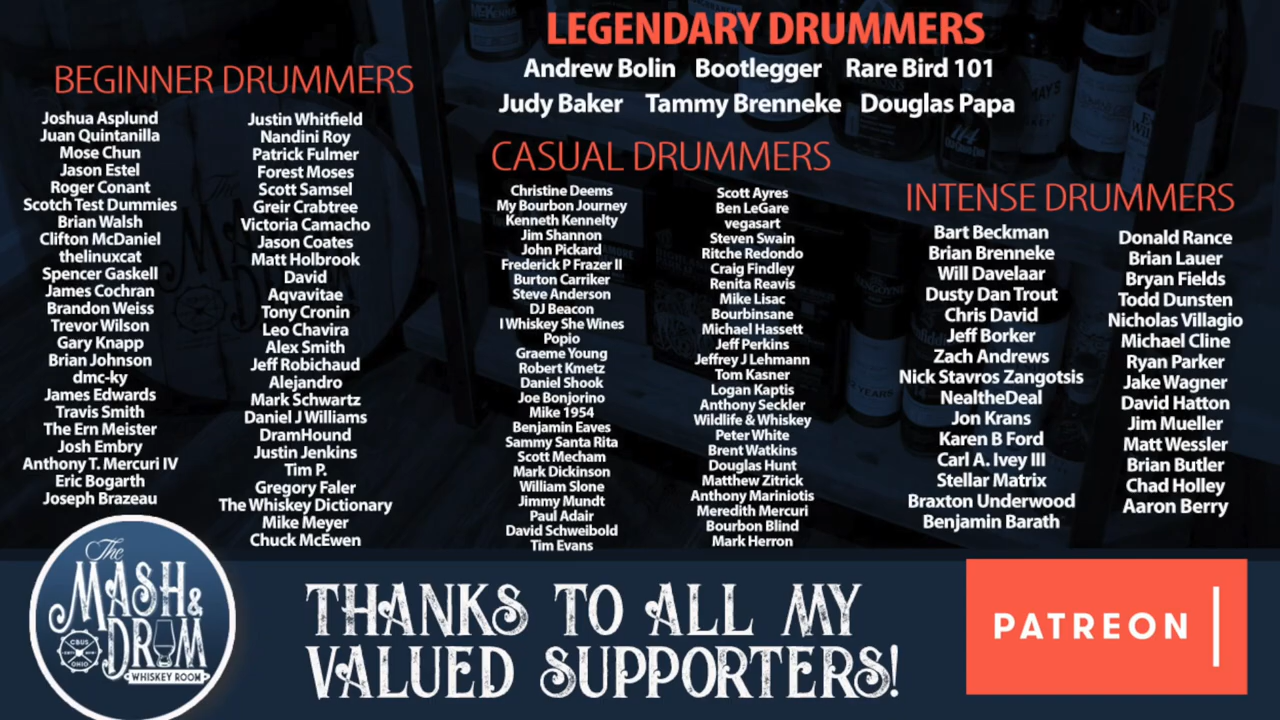 LEGENDARY DRUMMERS
Andrew Bolin Bootlegger Rare Bird 101
Judy Baker Tammy Brenneke Douglas Papa
BEGINNER DRUMMERS
Joshua Asplund
Juan Quintanilla
Mose Chun
Jason Estel
Roger Conant
Scotch Test Dummies
Brian Walsh
Clifton McDaniel
thelinuxcat
Spencer Gaskell
James Cochran
Brandon Weiss
Trevor Wilson
Gary Knapp
Brian Johnson
dmc-ky
James Edwards
Travis Smith
The Ern Meister
Josh Embry
Anthony T. Mercuri IV
Eric Bogarth
Joseph Brazeau
Justin Whitfield
Nandini Roy
Patrick Fulmer
Forest Moses
Scott Samsel
Greir Crabtree
Victoria Camacho
Jason Coates
Matt Holbrook
David
Aqvavitae
Tony Cronin
Leo Chavira
Alex Smith
Jeff Robichaud
Alejandro
Mark Schwartz
Daniel J Williams
DramHound
Justin Jenkins
Tim P.
Gregory Faler
The Whiskey Dictionary
Mike Meyer
Chuck McEwen
CASUAL DRUMMERS
Christine Deems
My Bourbon Journey
Kenneth Kennelty
Jim Shannon
John Pickard
Frederick P Frazer II
Burton Carriker
Steve Anderson
DJ Beacon
I Whiskey She Wines
Popio
Graeme Young
Robert Kmetz
Daniel Shook
Joe Bonjorino
Mike 1954
Benjamin Eaves
Sammy Santa Rita
Scott Mecham
Mark Dickinson
William Slone
Jimmy Mundt
Paul Adair
David Schweibold
Tim Evans
Scott Ayres
Ben LeGare
vegasart
Steven Swain
Ritche Redondo
Craig Findley
Renita Reavis
Mike Lisac
Bourbinsane
Michael Hassett
Jeff Perkins
Jeffrey J Lehmann
Tom Kasner
Logan Kaptis
Anthony Seckler
Wildlife & Whiskey
Peter White
Brent Watkins
Douglas Hunt
Matthew Zitrick
Anthony Mariniotis
Meredith Mercuri
Bourbon Blind
Mark Herron
INTENSE DRUMMERS
Bart Beckman
Brian Brenneke
Will Davelaar
Dusty Dan Trout
Chris David
Jeff Borker
Zach Andrews
Nick Stavros Zangotsis
NealtheDeal
Jon Krans
Karen B Ford
Carl A. Ivey III
Stellar Matrix
Braxton Underwood
Benjamin Barath
Donald Rance
Brian Lauer
Bryan Fields
Todd Dunsten
Nicholas Villagio
Michael Cline
Ryan Parker
Jake Wagner
David Hatton
Jim Mueller
Matt Wessler
Brian Butler
Chad Holley
Aaron Berry
The
MASH &
DRUM
CBUS
OHIO
WHISKEY ROOM
THANKS TO ALL MY
VALUED SUPPORTERS!
PATREON